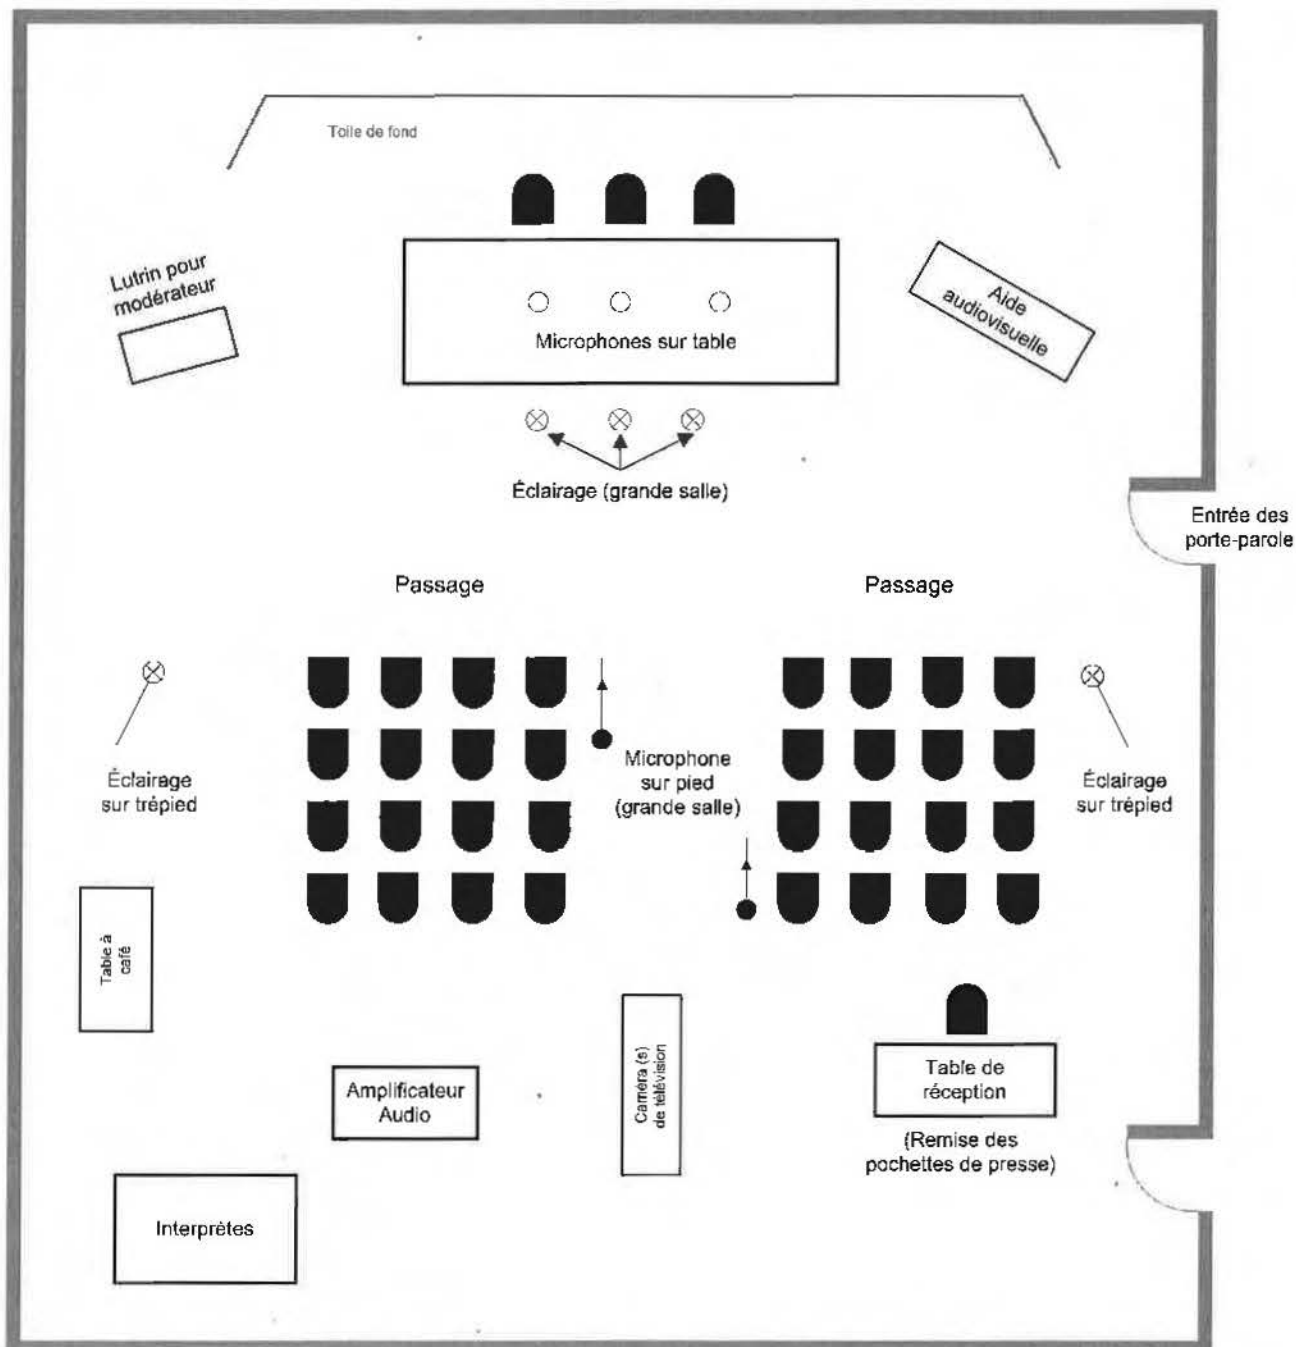 Toile de fond
Lutrin pour
modérateur
Aide
audiovisuelle
Microphones sur table
Éclairage (grande salle)
Entrée des
porte-parole
Passage
Passage
Éclairage
sur trépied
Microphone
sur pied
(grande salle)
Éclairage
sur trépied
Table à
café
Amplificateur
Audio
Caméra (s)
de télévision
Table de
réception
(Remise des
pochettes de presse)
Interprètes